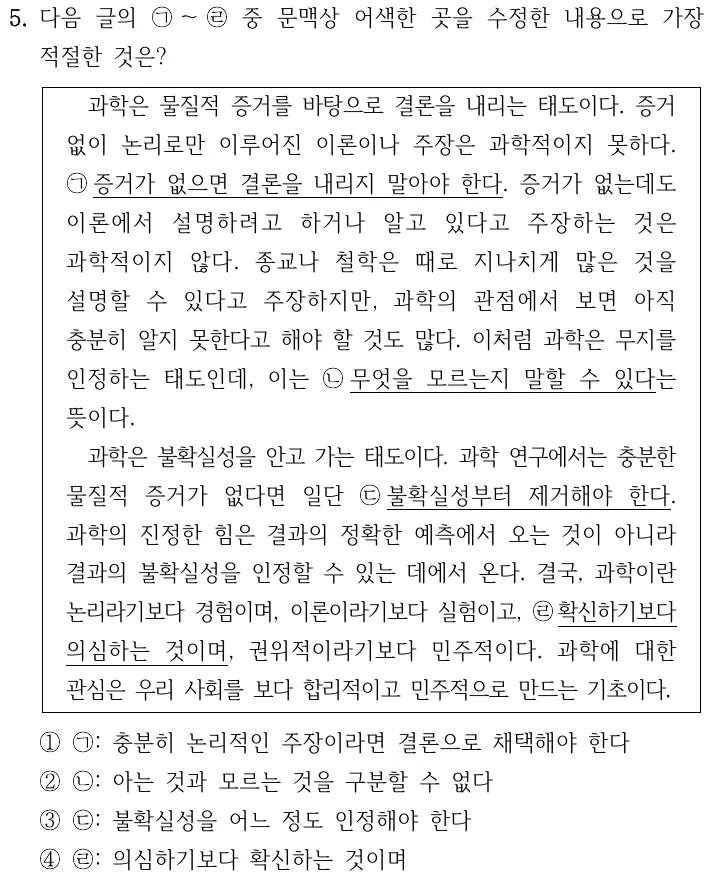 5. 다음 글의 ㉠ ~ ㉣ 중 문맥상 어색한 곳을 수정한 내용으로 가장
적절한 것은?
과학은 물질적 증거를 바탕으로 결론을 내리는 태도이다. 증거
없이 논리로만 이루어진 이론이나 주장은 과학적이지 못하다.
㉠ 증거가 없으면 결론을 내리지 말아야 한다. 증거가 없는데도
이론에서 설명하려고 하거나 알고 있다고 주장하는 것은
과학적이지 않다. 종교나 철학은 때로 지나치게 많은 것을
설명할 수 있다고 주장하지만, 과학의 관점에서 보면 아직
충분히 알지 못한다고 해야 할 것도 많다. 이처럼 과학은 무지를
인정하는 태도인데, 이는 ㉡ 무엇을 모르는지 말할 수 있다는
뜻이다.
과학은 불확실성을 안고 가는 태도이다. 과학 연구에서는 충분한
물질적 증거가 없다면 일단 ㉢ 불확실성부터 제거해야 한다.
과학의 진정한 힘은 결과의 정확한 예측에서 오는 것이 아니라
결과의 불확실성을 인정할 수 있는 데에서 온다. 결국, 과학이란
논리라기보다 경험이며, 이론이라기보다 실험이고, ㉣ 확신하기보다
의심하는 것이며, 권위적이라기보다 민주적이다. 과학에 대한
관심은 우리 사회를 보다 합리적이고 민주적으로 만드는 기초이다.
① ㉠: 충분히 논리적인 주장이라면 결론으로 채택해야 한다
② ㉡: 아는 것과 모르는 것을 구분할 수 없다
③ ㉢: 불확실성을 어느 정도 인정해야 한다
④ ㉣: 의심하기보다 확신하는 것이며